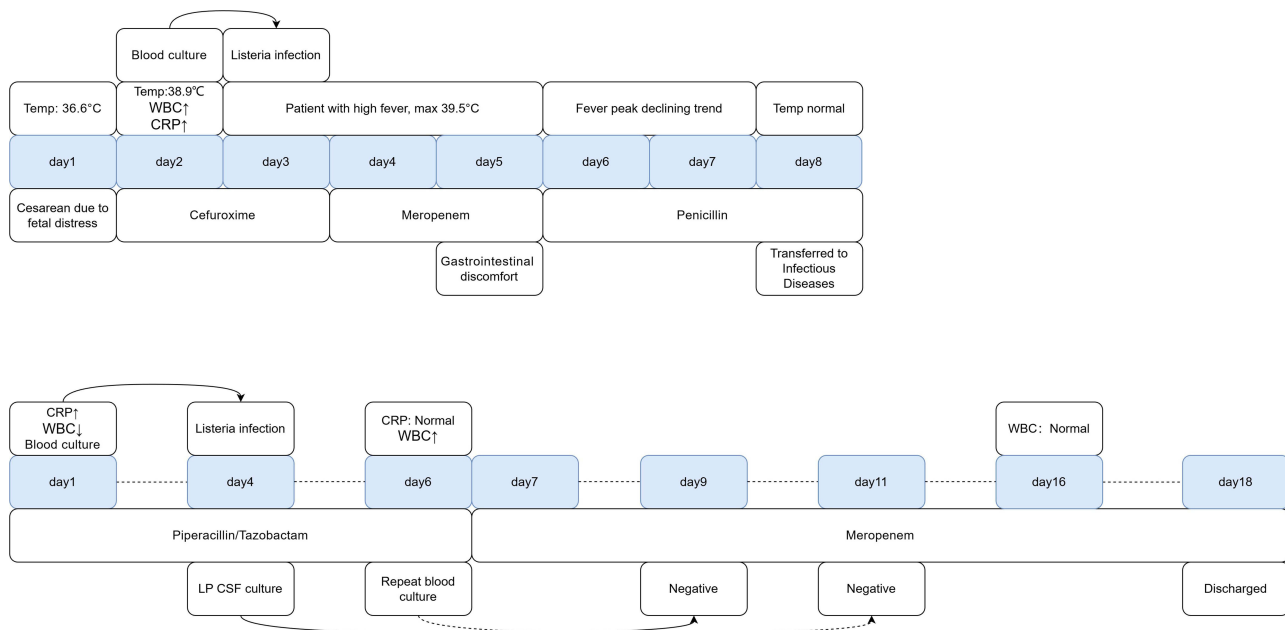 Blood culture
Listeria infection
Temp: 36.6°C
Temp:38.9℃
WBC↑
CRP↑
Patient with high fever, max 39.5°C
Fever peak declining trend
Temp normal
day1
day2
day3
day4
day5
day6
day7
day8
Cesarean due to
fetal distress
Cefuroxime
Meropenem
Penicillin
Gastrointestinal
discomfort
Transferred to
Infectious
Diseases
CRP↑
WBC↓
Blood culture
Listeria infection
CRP: Normal
WBC↑
WBC：Normal
day1
day4
day6
day7
day9
day11
day16
day18
Piperacillin/Tazobactam
Meropenem
LP CSF culture
Repeat blood
culture
Negative
Negative
Discharged